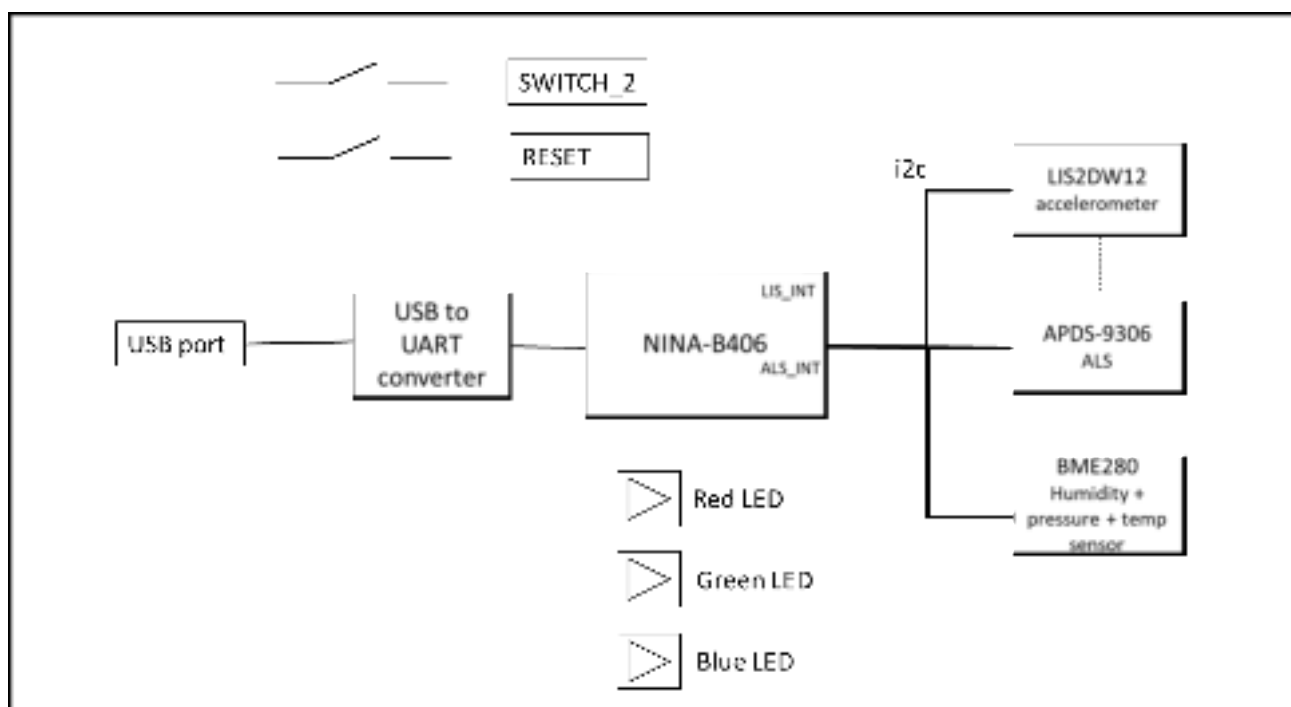 SWITCH_2
RESET
i2c
LIS2DW12
accelerometer
USB port
USB to
UART
converter
LIS_INT
NINA-B406
ALS_INT
APDS-9306
ALS
BME280
Humidity +
pressure + temp
sensor
Red LED
Green LED
Blue LED